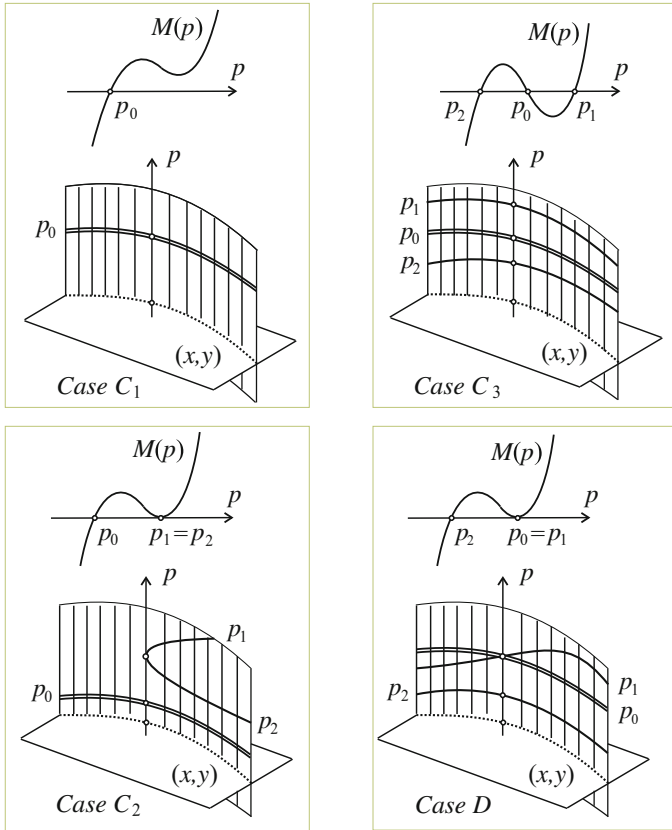 M(p)
p
p0
p
p0
(x,y)
Case C1
M(p)
p
p2 p0 p1
p
p1
p0
p2
(x,y)
Case C3
M(p)
p
p0 p1=p2
p
p1
p0
p2
(x,y)
Case C2
M(p)
p
p2 p0=p1
p
p1
p2
p0
(x,y)
Case D